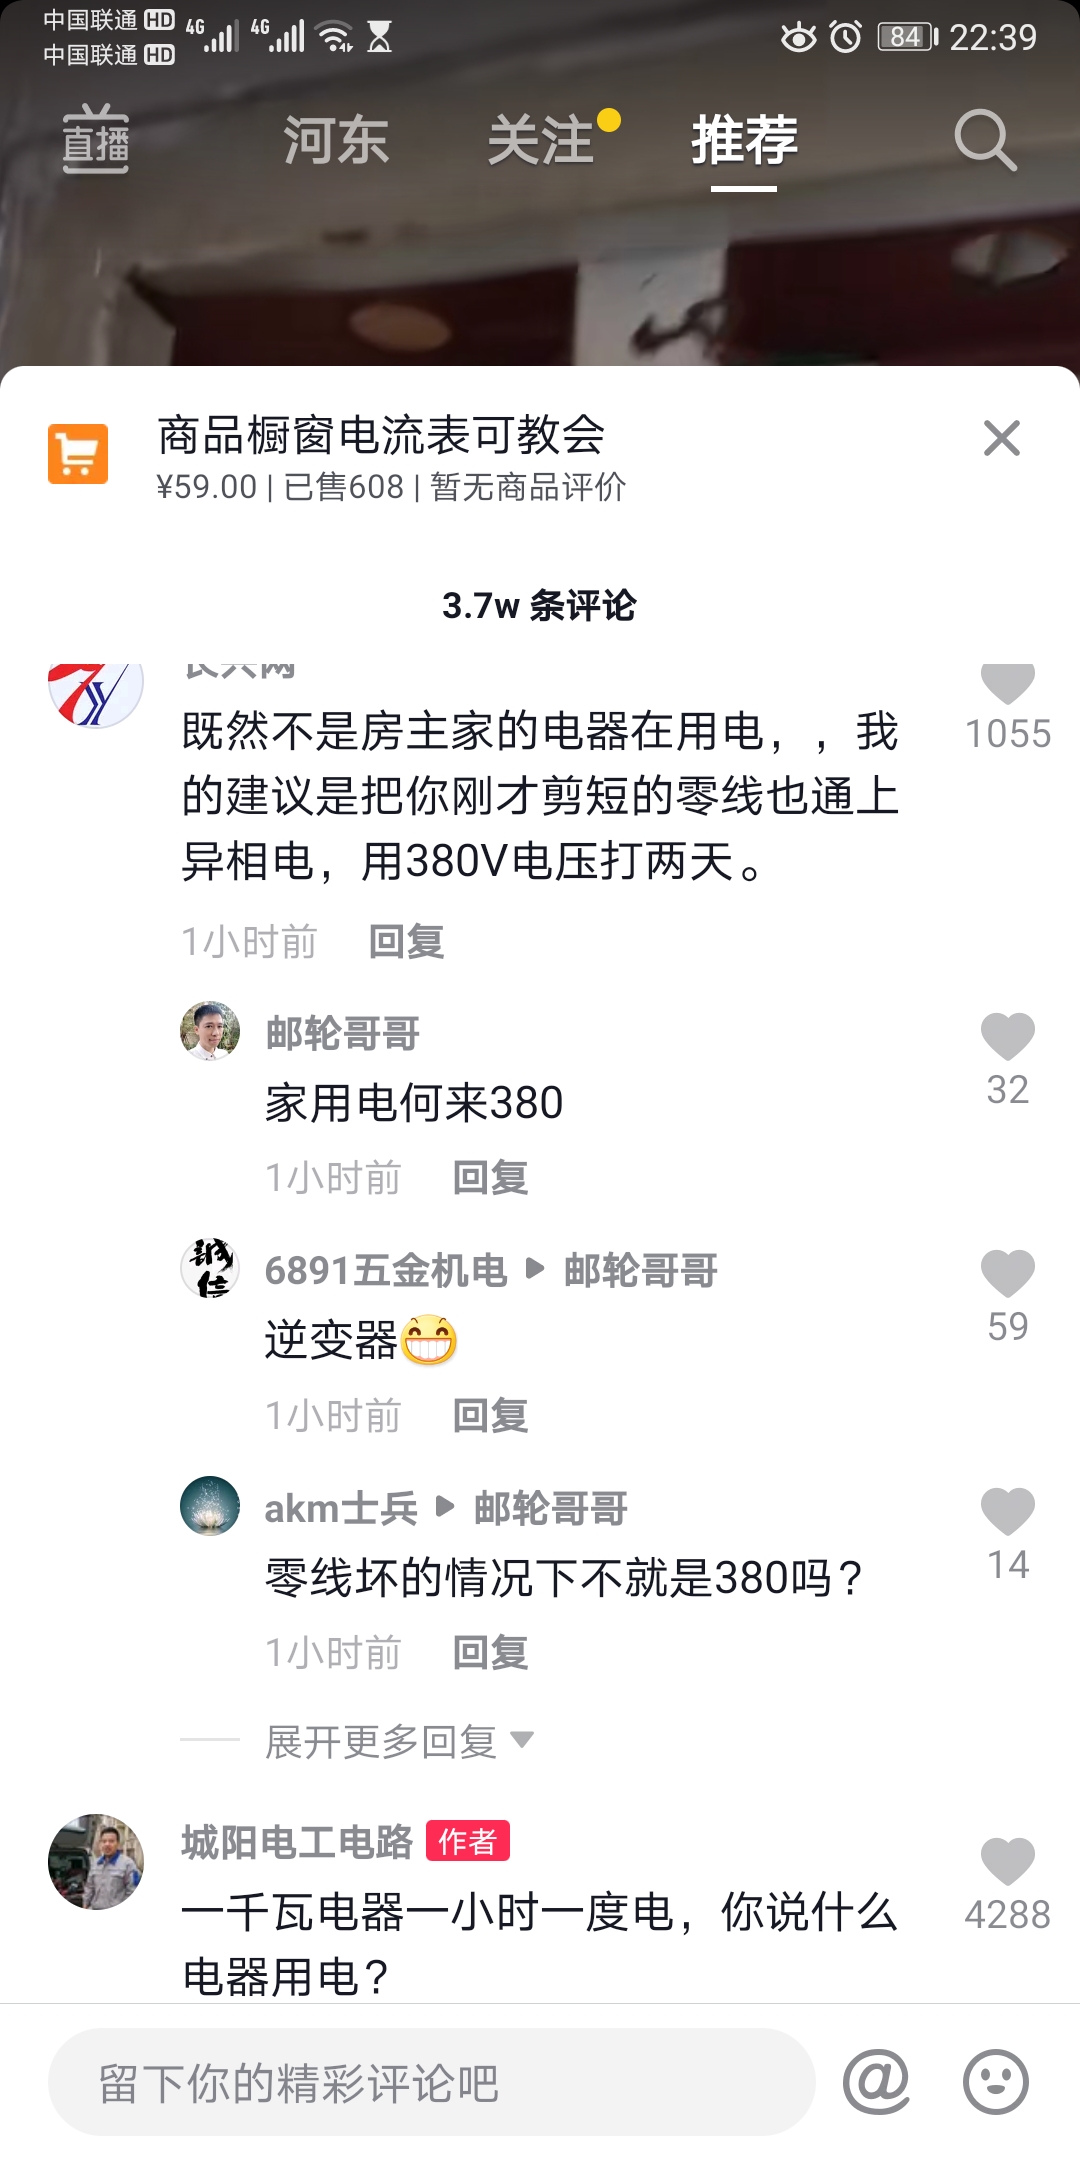 中国联通 HD 4G 4G 84 22:39
中国联通 HD
直播 河东 关注 推荐
商品橱窗电流表可教会
¥59.00 | 已售608 | 暂无商品评价
3.7w 条评论
1055
既然不是房主家的电器在用电，，我
的建议是把你刚才剪短的零线也通上
异相电，用380V电压打两天。
1小时前 回复
邮轮哥哥
家用电何来380
32
1小时前 回复
诚信
6891五金机电 ▶ 邮轮哥哥
逆变器😁
59
1小时前 回复
akm士兵 ▶ 邮轮哥哥
零线坏的情况下不就是380吗？
14
1小时前 回复
展开更多回复 ▼
城阳电工电路 作者
一千瓦电器一小时一度电，你说什么
电器用电？
4288
留下你的精彩评论吧 @